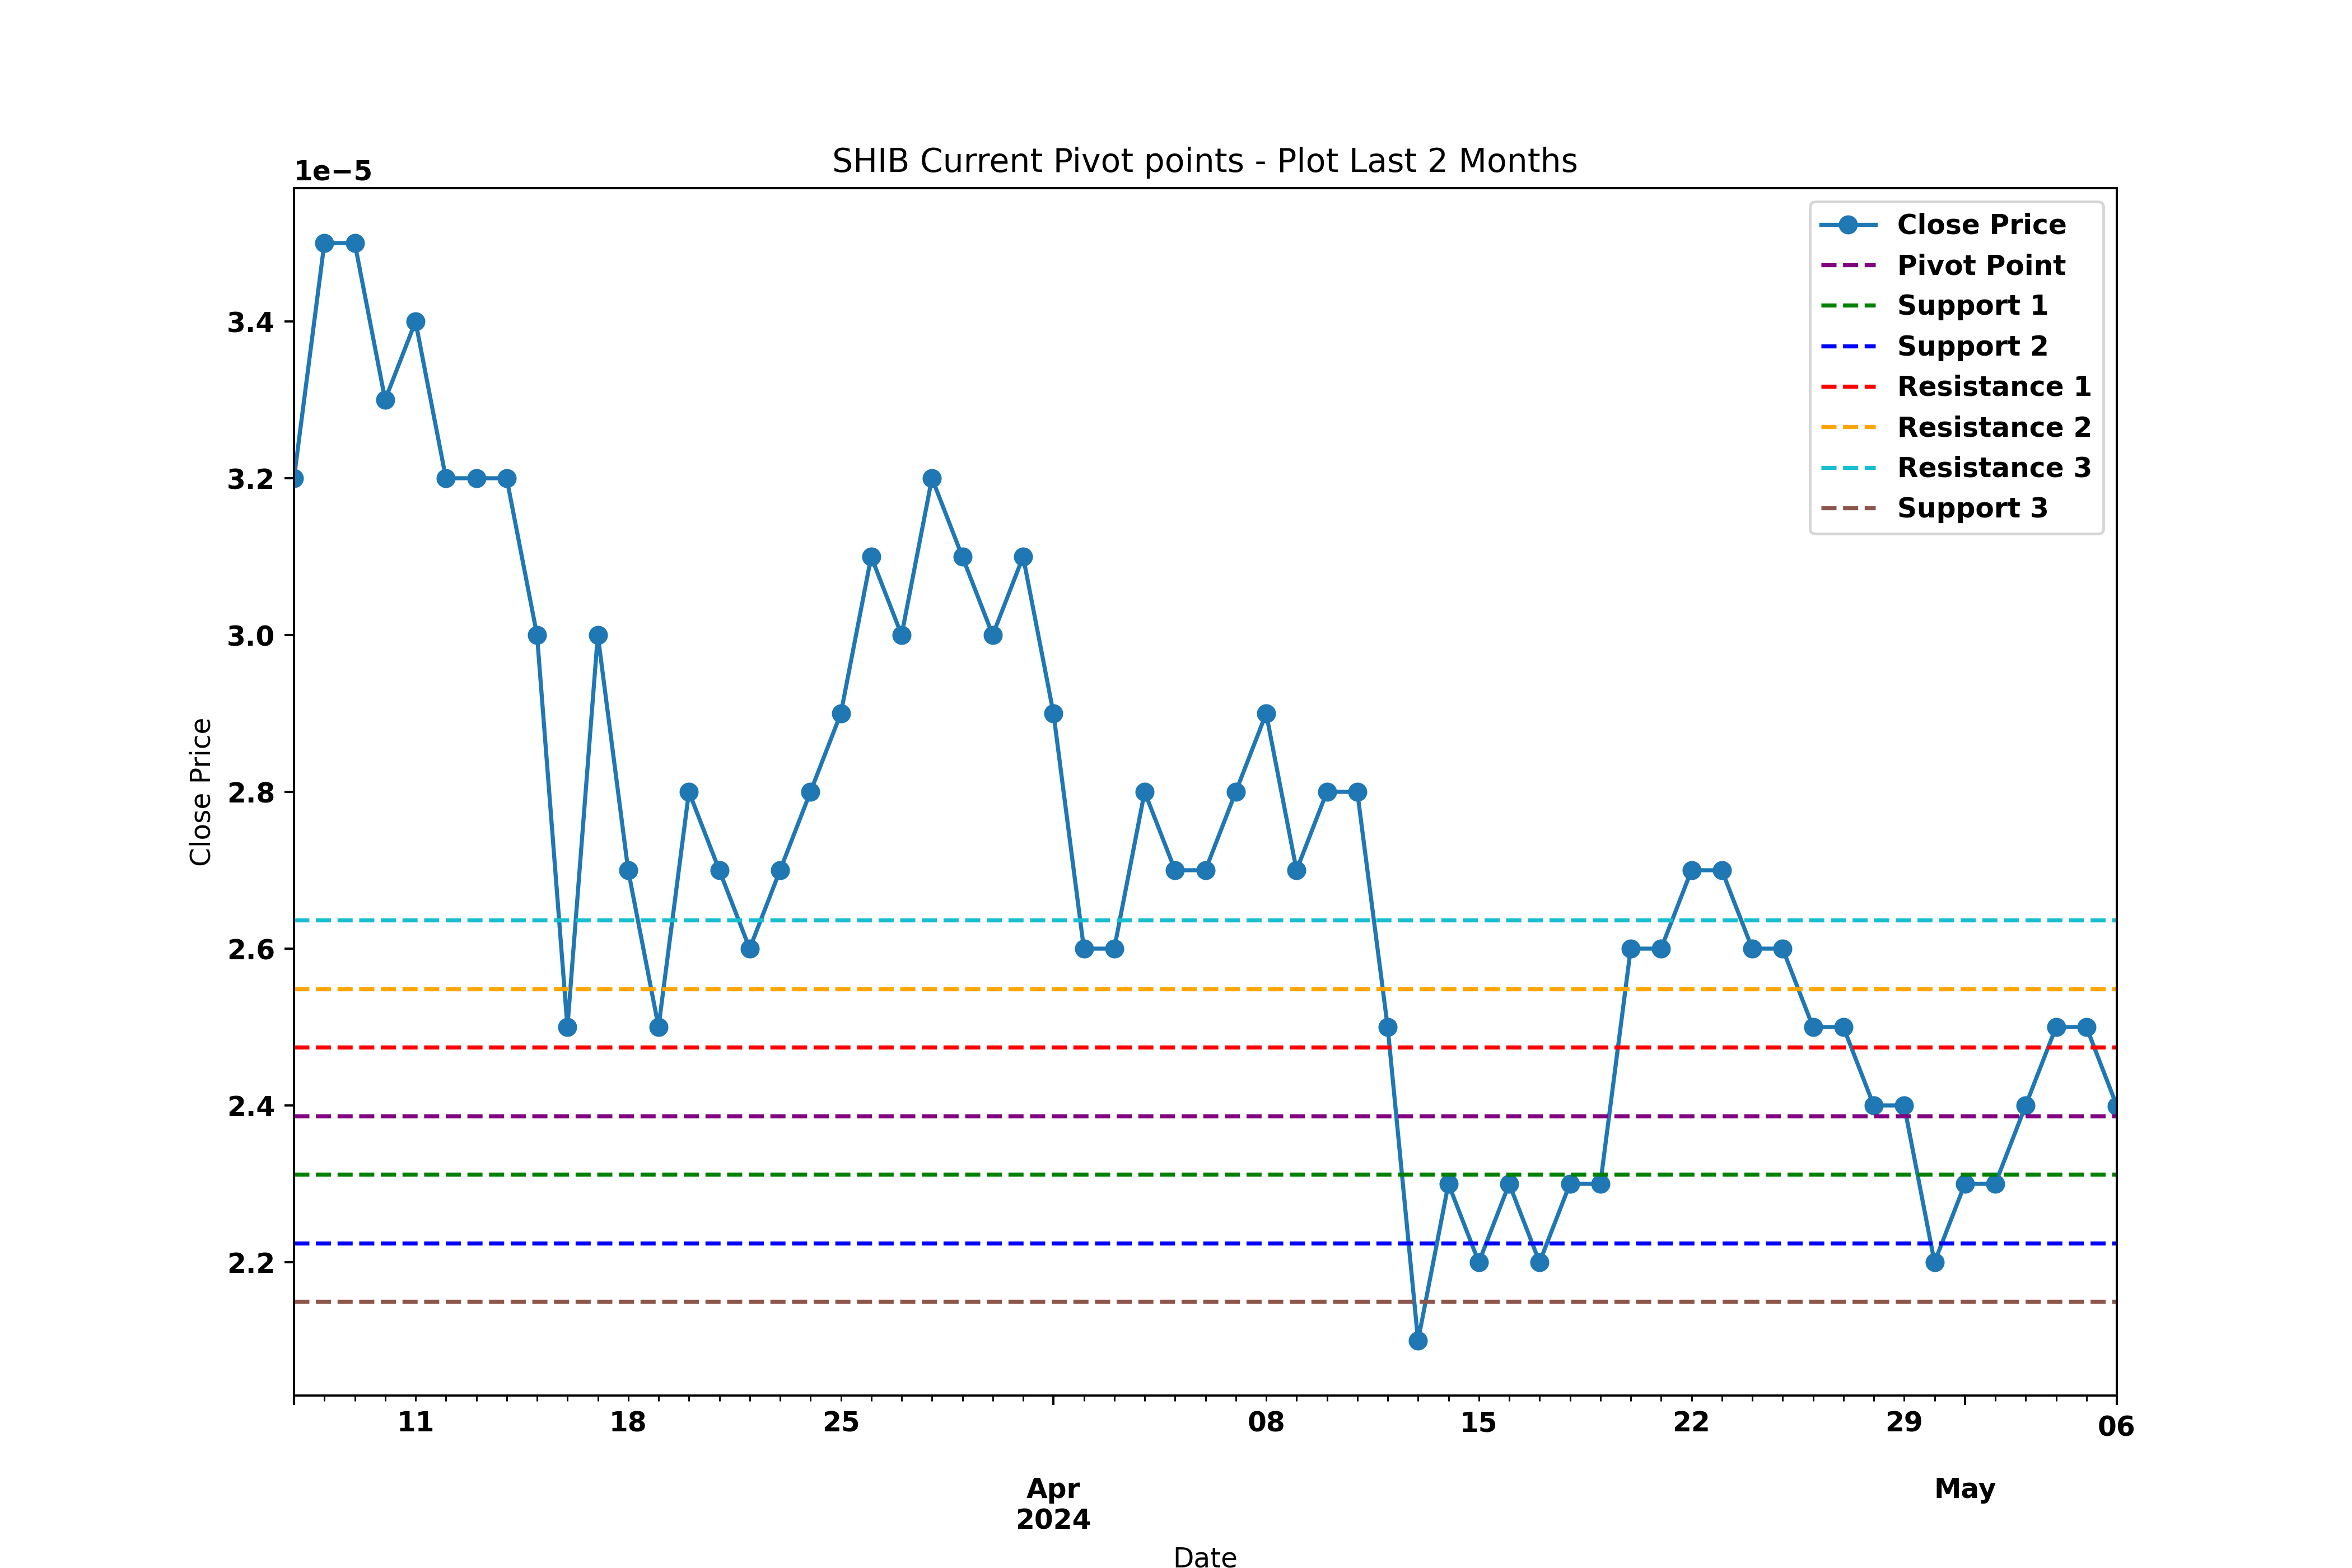 SHIB Current Pivot points - Plot Last 2 Months
1e−5
Close Price
Pivot Point
Support 1
Support 2
Resistance 1
Resistance 2
Resistance 3
Support 3
3.4
3.2
3.0
2.8
2.6
2.4
2.2
Close Price
11
18
25
08
15
22
29
06
Apr
2024
May
Date